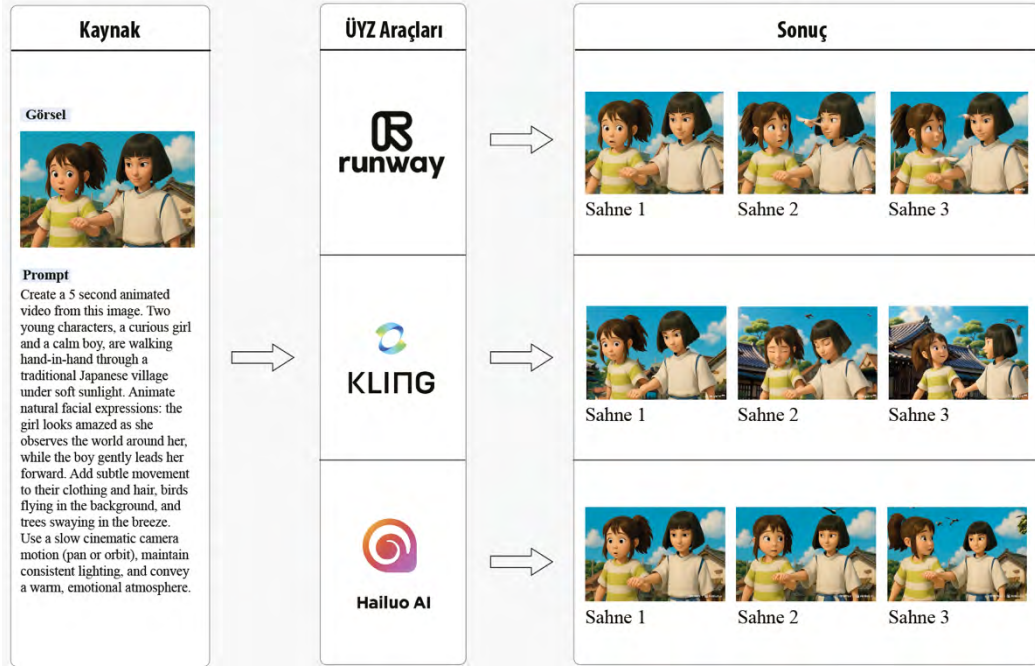 Kaynak
ÜYZ Araçları
Sonuç
Görsel
Prompt
Create a 5 second animated
video from this image. Two
young characters, a curious girl
and a calm boy, are walking
hand-in-hand through a
traditional Japanese village
under soft sunlight. Animate
natural facial expressions: the
girl looks amazed as she
observes the world around her,
while the boy gently leads her
forward. Add subtle movement
to their clothing and hair, birds
flying in the background, and
trees swaying in the breeze.
Use a slow cinematic camera
motion (pan or orbit), maintain
consistent lighting, and convey
a warm, emotional atmosphere.
runway
Sahne 1
Sahne 2
Sahne 3
KLING
Sahne 1
Sahne 2
Sahne 3
Hailuo AI
Sahne 1
Sahne 2
Sahne 3